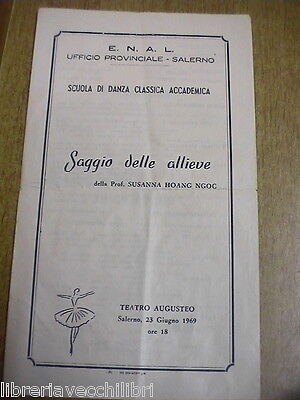 E. N. A. L.
UFFICIO PROVINCIALE - SALERNO
SCUOLA DI DANZA CLASSICA ACCADEMICA
Saggio delle allieve
della Prof. SUSANNA HOANG NGOC
TEATRO AUGUSTEO
Salerno, 23 Giugno 1969
ore 18
libreriavecchilibri